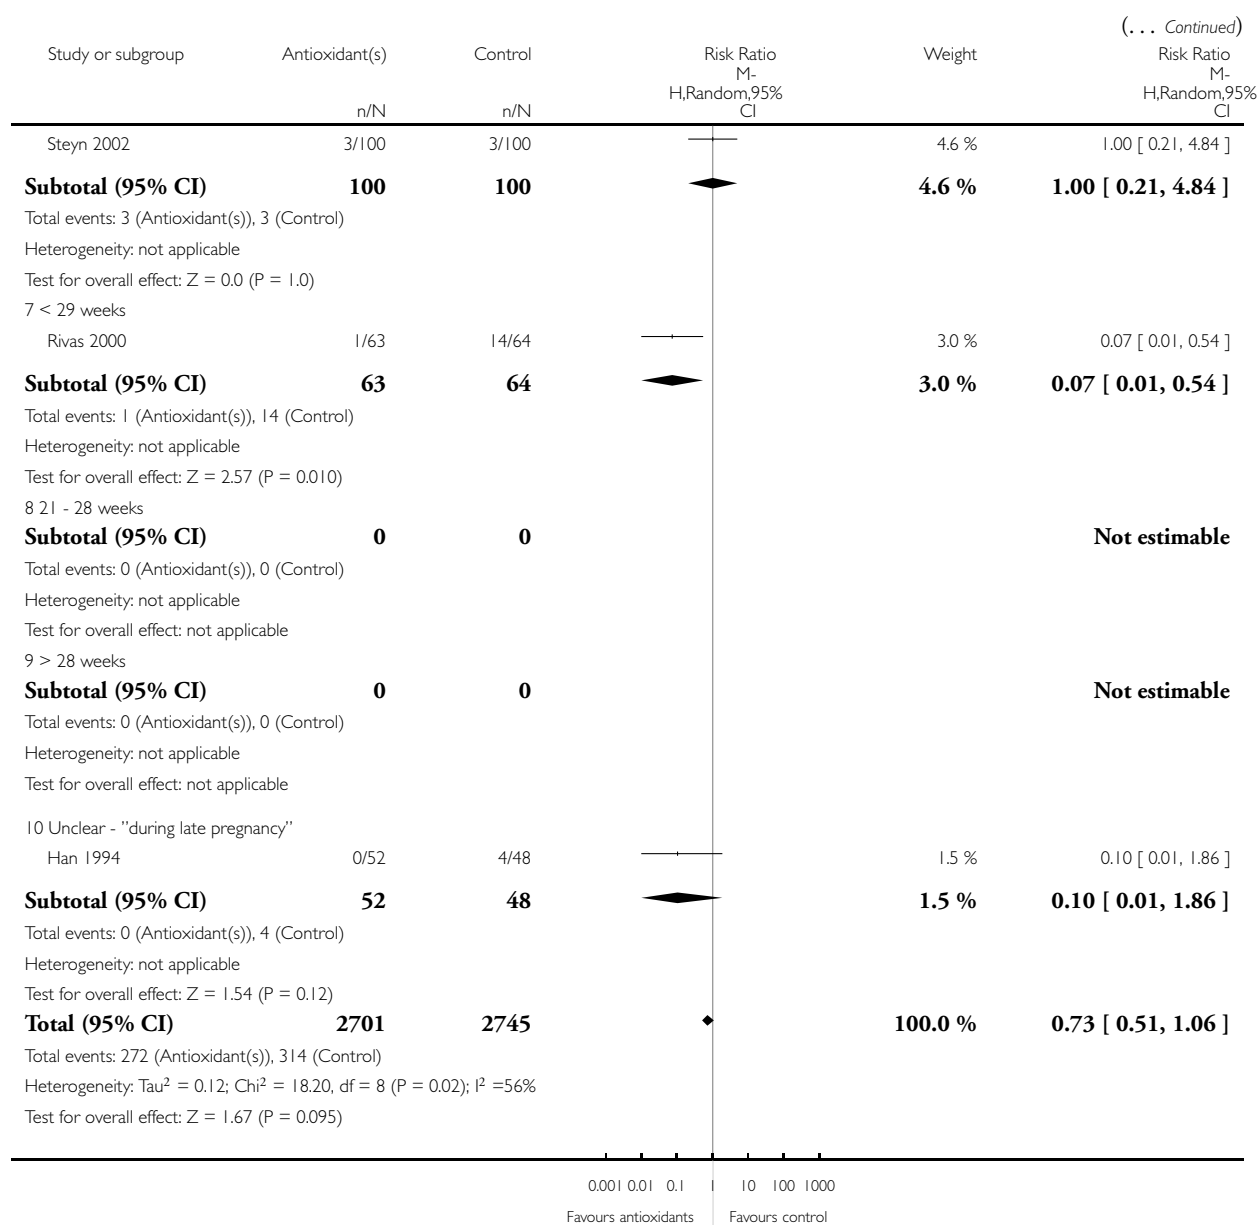 (... Continued)
Study or subgroup Antioxidant(s) Control Risk Ratio Weight Risk Ratio
M- M-
H,Random,95% H,Random,95%
n/N n/N CI CI
Steyn 2002 3/100 3/100 4.6 % 1.00 [ 0.21, 4.84 ]
Subtotal (95% CI) 100 100 4.6 % 1.00 [ 0.21, 4.84 ]
Total events: 3 (Antioxidant(s)), 3 (Control)
Heterogeneity: not applicable
Test for overall effect: Z = 0.0 (P = 1.0)
7 < 29 weeks
Rivas 2000 1/63 14/64 3.0 % 0.07 [ 0.01, 0.54 ]
Subtotal (95% CI) 63 64 3.0 % 0.07 [ 0.01, 0.54 ]
Total events: 1 (Antioxidant(s)), 14 (Control)
Heterogeneity: not applicable
Test for overall effect: Z = 2.57 (P = 0.010)
8 21 - 28 weeks
Subtotal (95% CI) 0 0 Not estimable
Total events: 0 (Antioxidant(s)), 0 (Control)
Heterogeneity: not applicable
Test for overall effect: not applicable
9 > 28 weeks
Subtotal (95% CI) 0 0 Not estimable
Total events: 0 (Antioxidant(s)), 0 (Control)
Heterogeneity: not applicable
Test for overall effect: not applicable
10 Unclear - ”during late pregnancy”
Han 1994 0/52 4/48 1.5 % 0.10 [ 0.01, 1.86 ]
Subtotal (95% CI) 52 48 1.5 % 0.10 [ 0.01, 1.86 ]
Total events: 0 (Antioxidant(s)), 4 (Control)
Heterogeneity: not applicable
Test for overall effect: Z = 1.54 (P = 0.12)
Total (95% CI) 2701 2745 100.0 % 0.73 [ 0.51, 1.06 ]
Total events: 272 (Antioxidant(s)), 314 (Control)
Heterogeneity: Tau² = 0.12; Chi² = 18.20, df = 8 (P = 0.02); I² =56%
Test for overall effect: Z = 1.67 (P = 0.095)
0.001 0.01 0.1 1 10 100 1000
Favours antioxidants Favours control